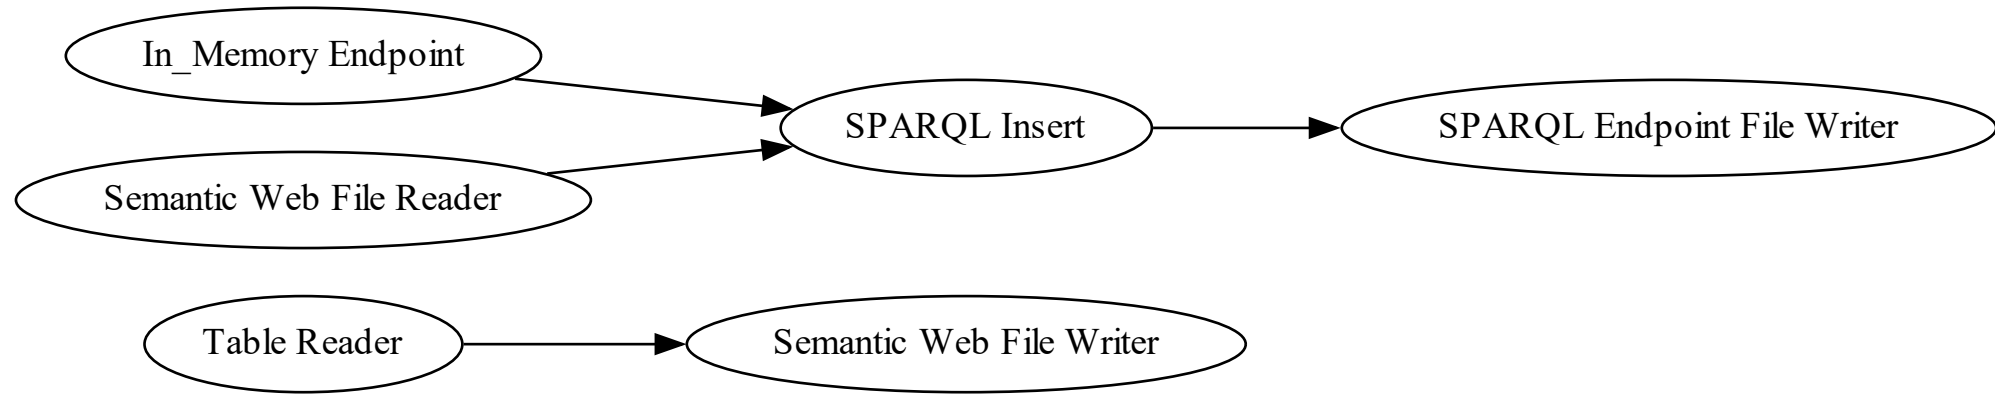 In_Memory Endpoint
SPARQL Insert
SPARQL Endpoint File Writer
Semantic Web File Reader
Table Reader
Semantic Web File Writer